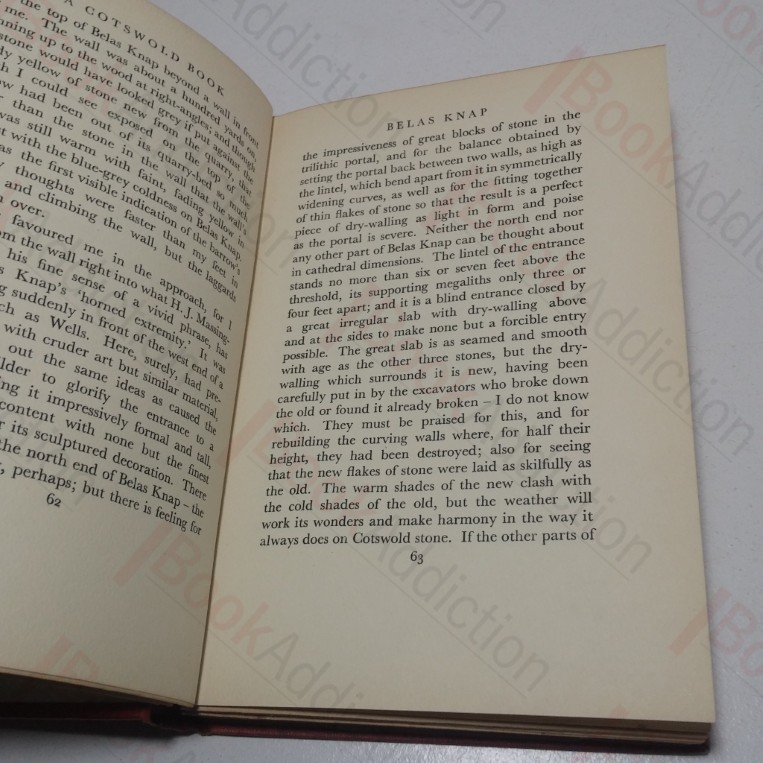 A COTSWOLD BOOK
the top of Belas Knap beyond a wall in front
me. The wall was about a hundred yards on,
nning up to the wood at right-angles; and though
stone would have looked grey if put against the
dy yellow of stone new from the quarry, that
h I could see exposed on the top of the
ow had been out of its quarry-bed so much
r than the stone in the wall that the wall's
was still warm with faint, fading yellow in
st with the blue-grey coldness on Belas Knap.
as the first visible indication of the barrow's
y thoughts were faster than my feet in
and climbing the wall, but the laggards
n over.
favoured me in the approach, for I
om the wall right into what H. J. Massing-
his fine sense of a vivid phrase, has
s Knap's 'horned extremity.' It was
ng suddenly in front of the west end of a
ch as Wells. Here, surely, had pre-
with cruder art but similar material,
out the same ideas as caused the
ilder to glorify the entrance to a
ing it impressively formal and tall,
content with none but the finest
r its sculptured decoration. There
the north end of Belas Knap – the
, perhaps; but there is feeling for
62
BELAS KNAP
the impressiveness of great blocks of stone in the
trilithic portal, and for the balance obtained by
setting the portal back between two walls, as high as
the lintel, which bend apart from it in symmetrically
widening curves, as well as for the fitting together
of thin flakes of stone so that the result is a perfect
piece of dry-walling as light in form and poise
as the portal is severe. Neither the north end nor
any other part of Belas Knap can be thought about
in cathedral dimensions. The lintel of the entrance
stands no more than six or seven feet above the
threshold, its supporting megaliths only three or
four feet apart; and it is a blind entrance closed by
a great irregular slab with dry-walling above
and at the sides to make none but a forcible entry
possible. The great slab is as seamed and smooth
with age as the other three stones, but the dry-
walling which surrounds it is new, having been
carefully put in by the excavators who broke down
the old or found it already broken – I do not know
which. They must be praised for this, and for
rebuilding the curving walls where, for half their
height, they had been destroyed; also for seeing
that the new flakes of stone were laid as skilfully as
the old. The warm shades of the new clash with
the cold shades of the old, but the weather will
work its wonders and make harmony in the way it
always does on Cotswold stone. If the other parts of
63
BookAddiction